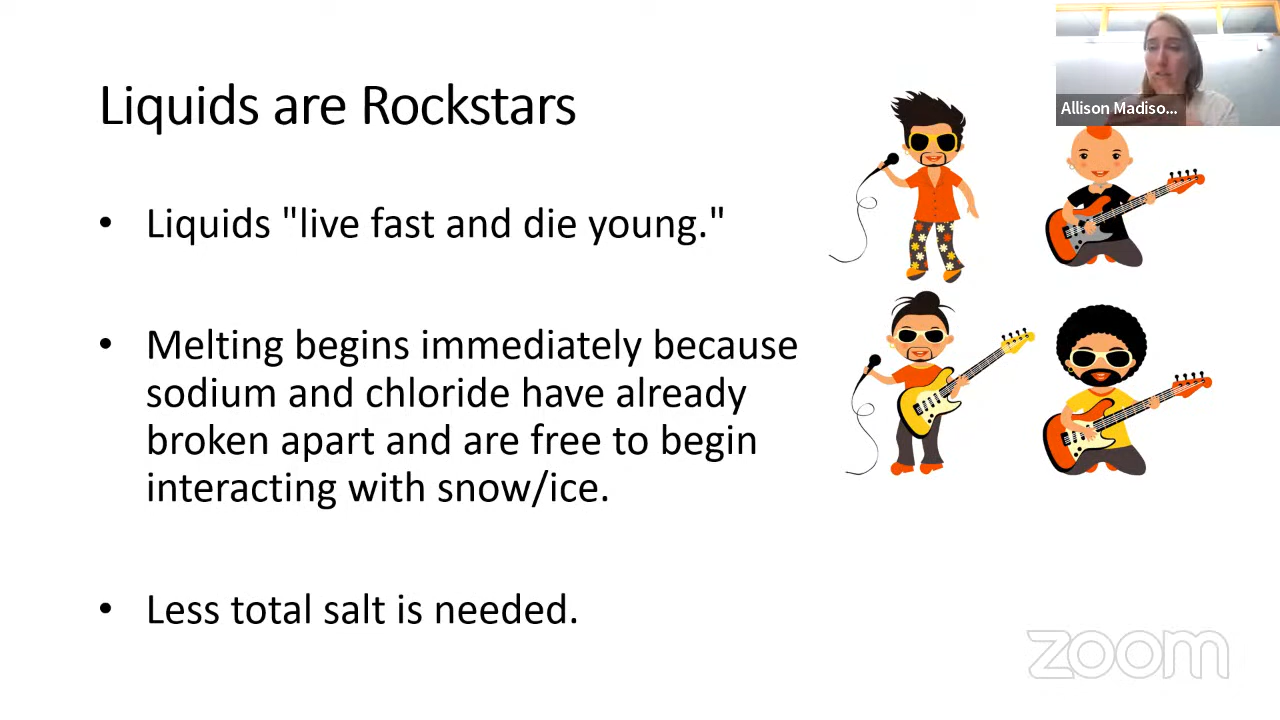 Liquids are Rockstars
Allison Madiso...
• Liquids "live fast and die young."
• Melting begins immediately because
sodium and chloride have already
broken apart and are free to begin
interacting with snow/ice.
• Less total salt is needed.
zoom